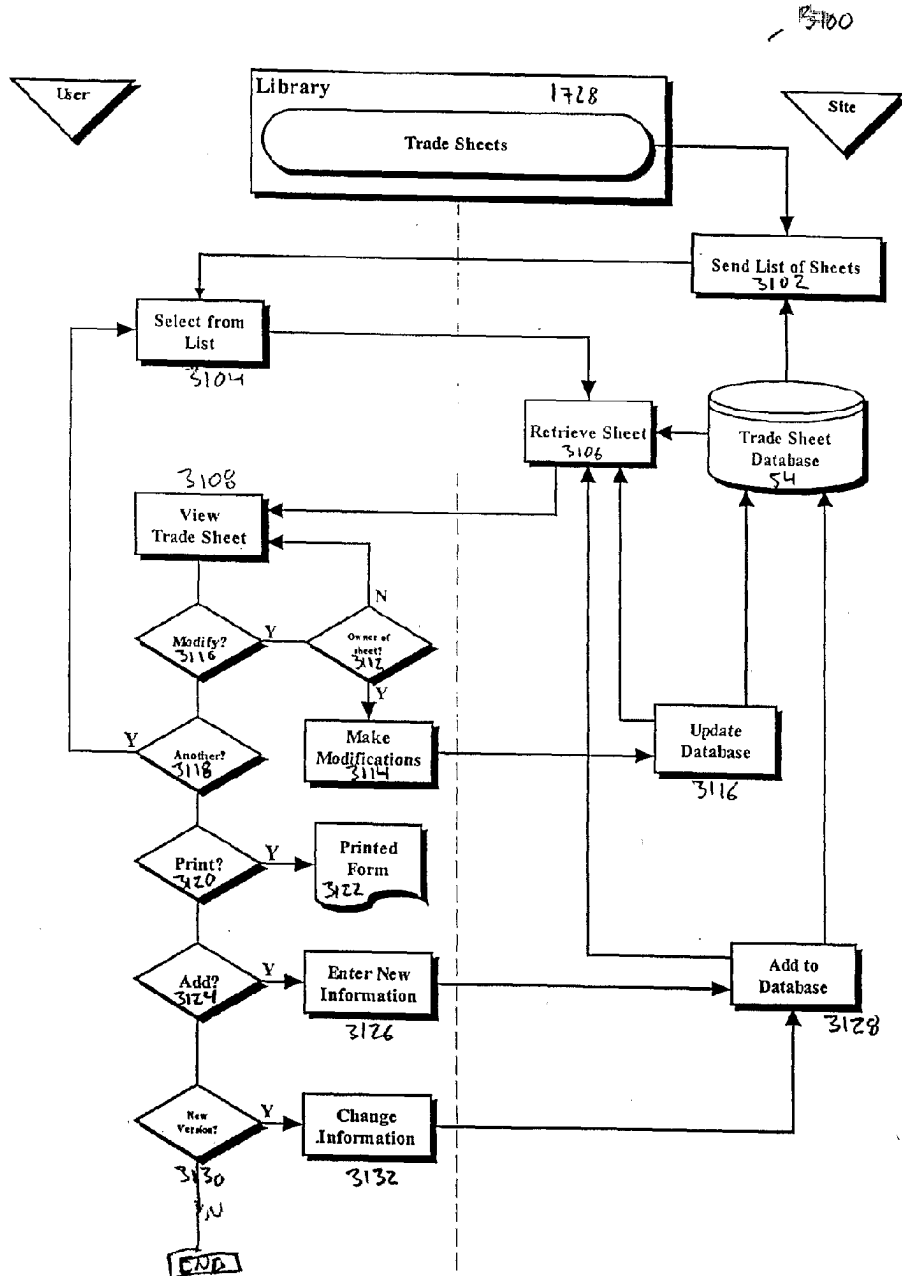 3100
User
Library 1728
Site
Trade Sheets
Send List of Sheets
3102
Select from
List
3104
Retrieve Sheet
3106
Trade Sheet
Database
54
3108
View
Trade Sheet
N
Modify?
3110
Y
Owner of
sheet?
3112
Y
Y
Another?
3118
Make
Modifications
3114
Update
Database
3116
Print?
3120
Y
Printed
Form
3122
Add?
3124
Y
Enter New
Information
3126
Add to
Database
3128
New
Version?
3130
Y
Change
.Information
3132
N
END